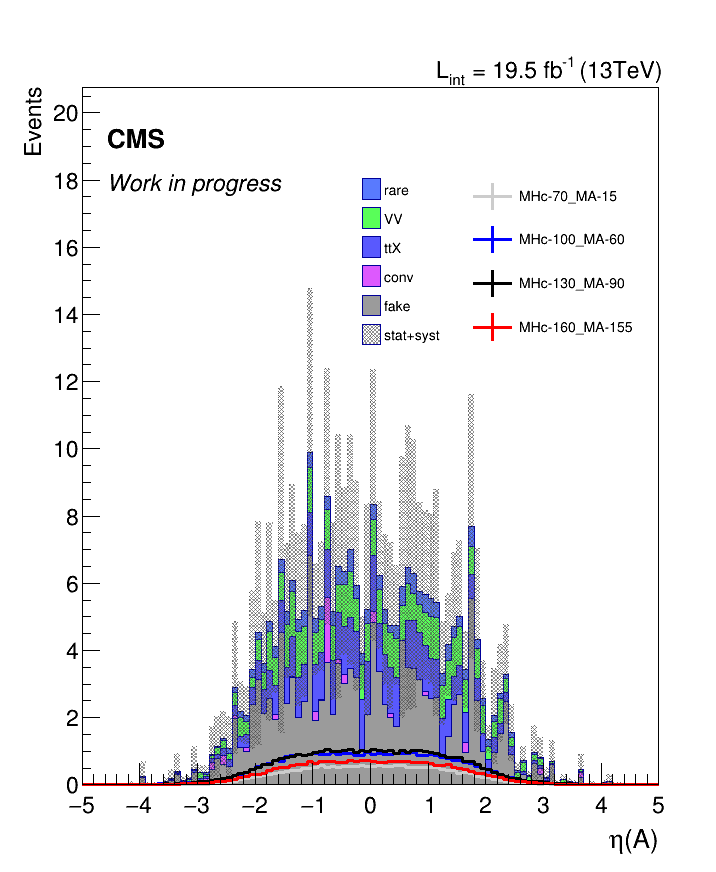 L_int = 19.5 fb^-1 (13TeV)
Events
CMS
Work in progress
rare
VV
ttX
conv
fake
stat+syst
MHc-70_MA-15
MHc-100_MA-60
MHc-130_MA-90
MHc-160_MA-155
20
18
16
14
12
10
8
6
4
2
0
−5 −4 −3 −2 −1 0 1 2 3 4 5
η(A)